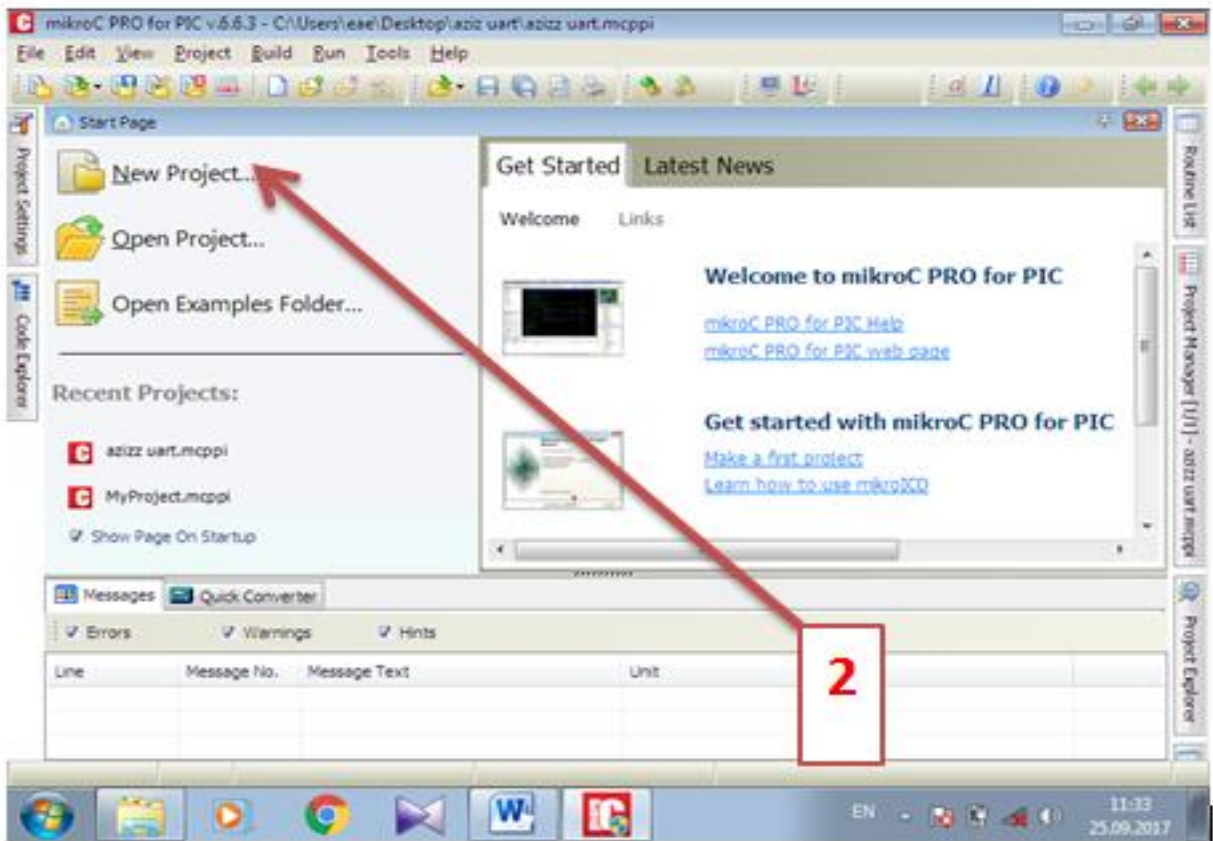 mikroC PRO for PIC v.6.6.3 - C:\Users\eae\Desktop\aziz uart\azizz uart.mcppi
File Edit View Project Build Run Tools Help
Start Page
New Project...
Open Project...
Open Examples Folder...
Recent Projects:
azizz uart.mcppi
MyProject.mcppi
Show Page On Startup
Get Started Latest News
Welcome Links
Welcome to mikroC PRO for PIC
mikroC PRO for PIC Help
mikroC PRO for PIC web page
Get started with mikroC PRO for PIC
Make a first project
Learn how to use mikroICD
Project Settings
Code Explorer
Routine List
Project Manager [1/1] - azizz uart.mcppi
Project Explorer
Messages Quick Converter
Errors Warnings Hints
Line Message No. Message Text Unit
2
EN
11:33
25.09.2017